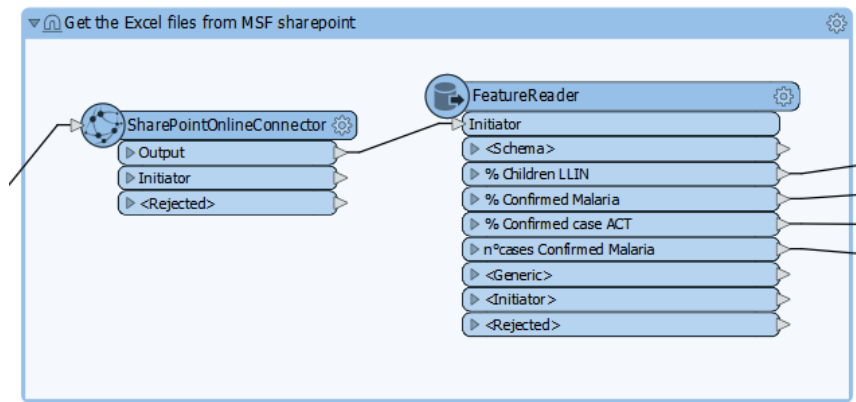 Get the Excel files from MSF sharepoint
SharePointOnlineConnector
Output
Initiator
<Rejected>
FeatureReader
Initiator
<Schema>
% Children LLIN
% Confirmed Malaria
% Confirmed case ACT
nºcases Confirmed Malaria
<Generic>
<Initiator>
<Rejected>